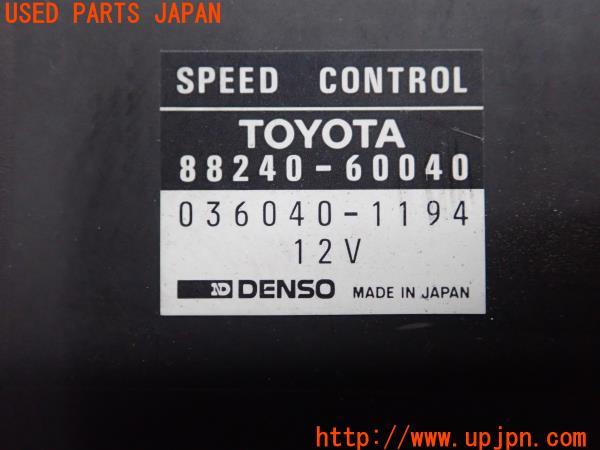 USED PARTS JAPAN
SPEED CONTROL
TOYOTA
88240-60040
036040-1194
12V
ND DENSO MADE IN JAPAN
http://www.upjpn.com/